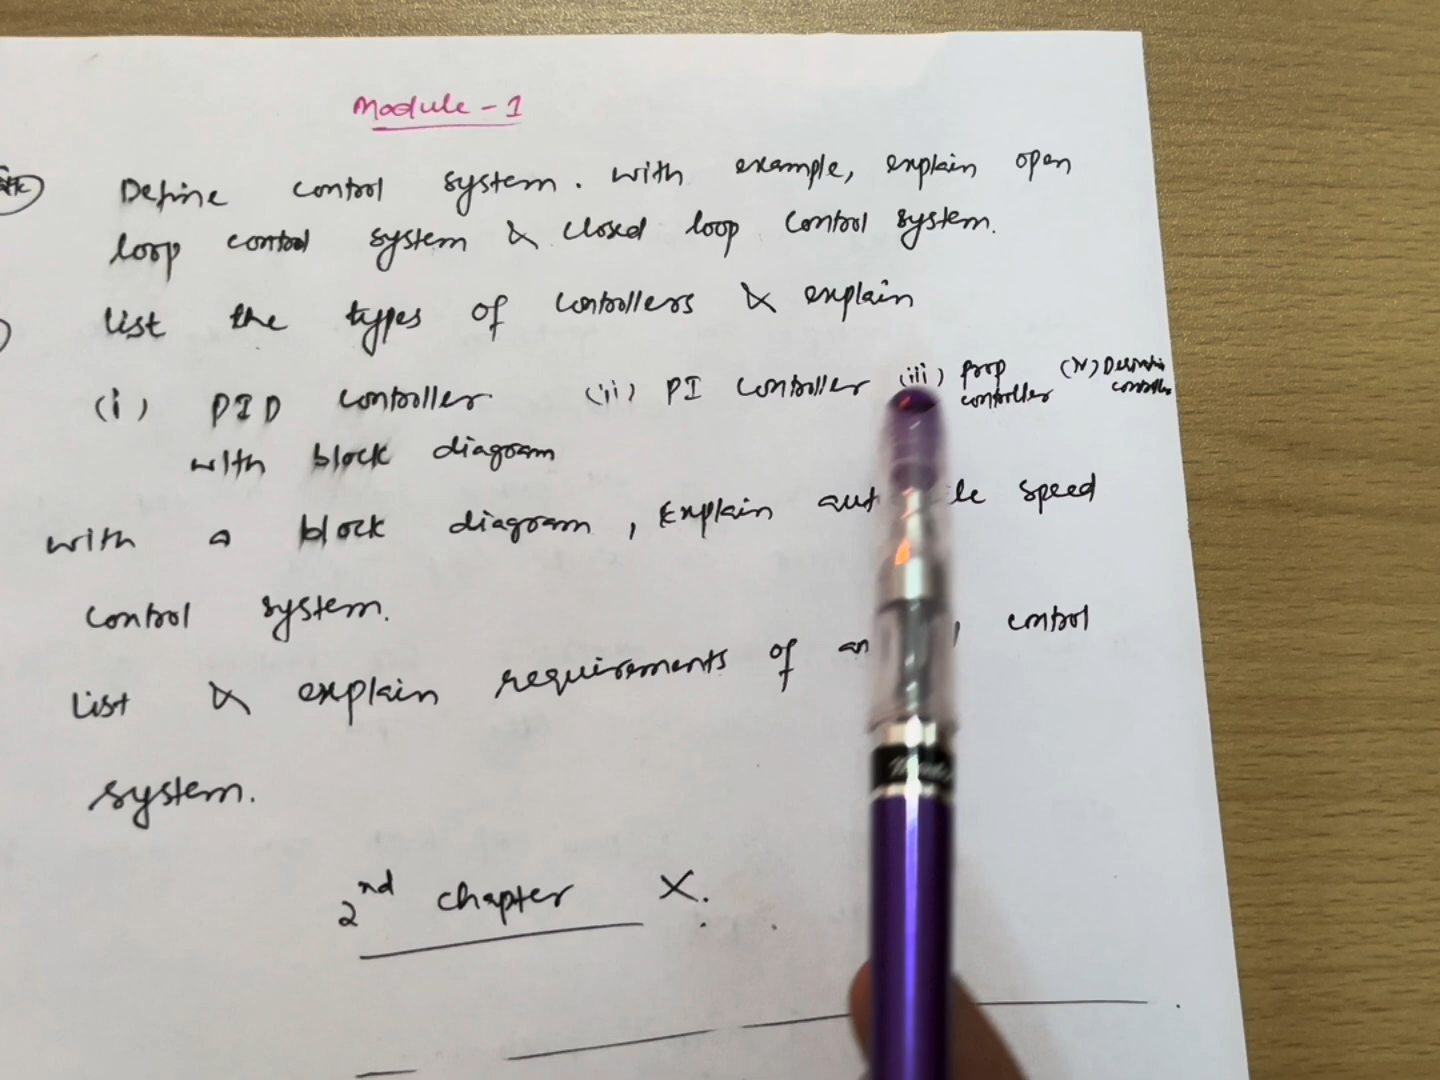 Module - 1
Define control system. with example, explain open
loop control system & closed loop control system.
List the types of controllers & explain
(i) PID controller (ii) PI controller (iii) prop controller (iv) controller
with block diagram
with a block diagram, Explain speed
control system.
List & explain requirements of control
system.
2nd chapter X.